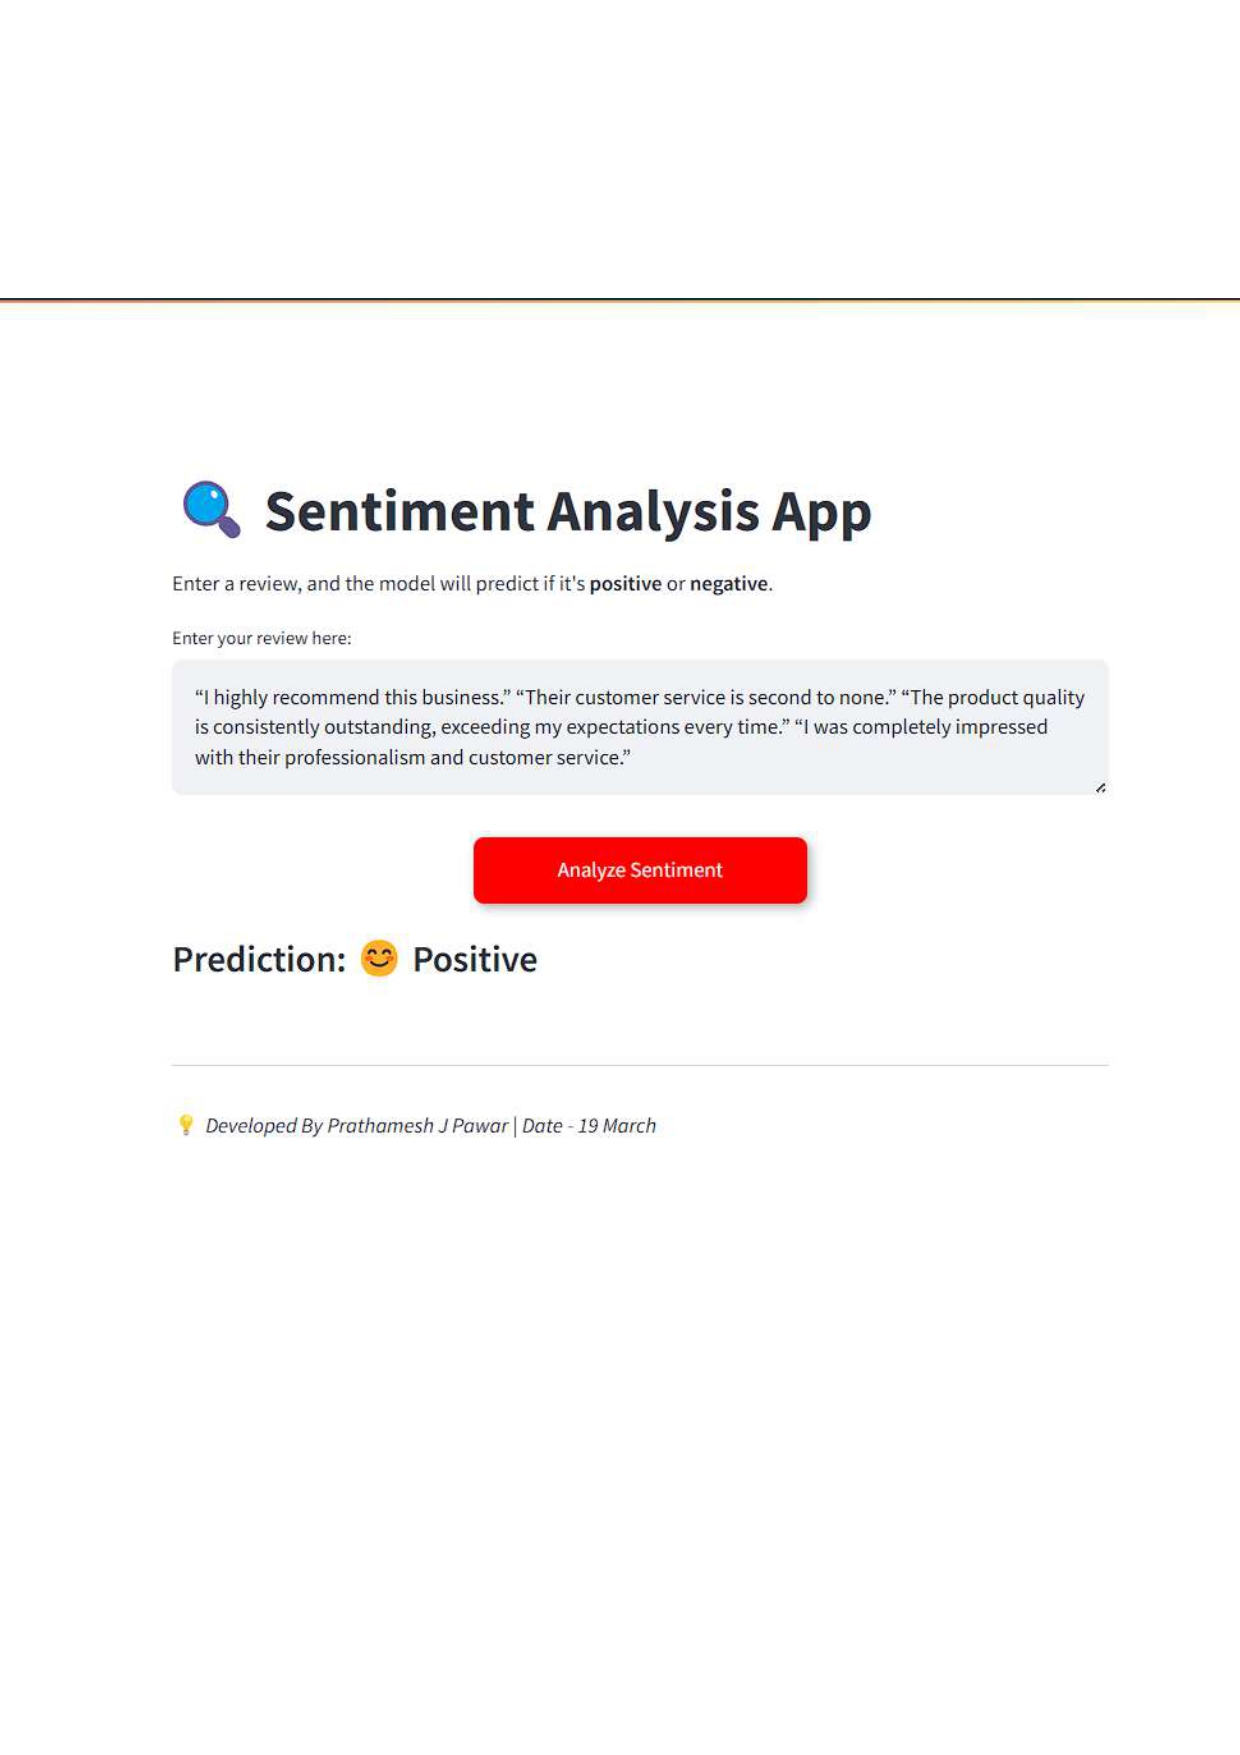 Sentiment Analysis App
Enter a review, and the model will predict if it's positive or negative.
Enter your review here:
“I highly recommend this business.” “Their customer service is second to none.” “The product quality
is consistently outstanding, exceeding my expectations every time.” “I was completely impressed
with their professionalism and customer service.”
Analyze Sentiment
Prediction: 😊 Positive
💡 Developed By Prathamesh J Pawar | Date - 19 March